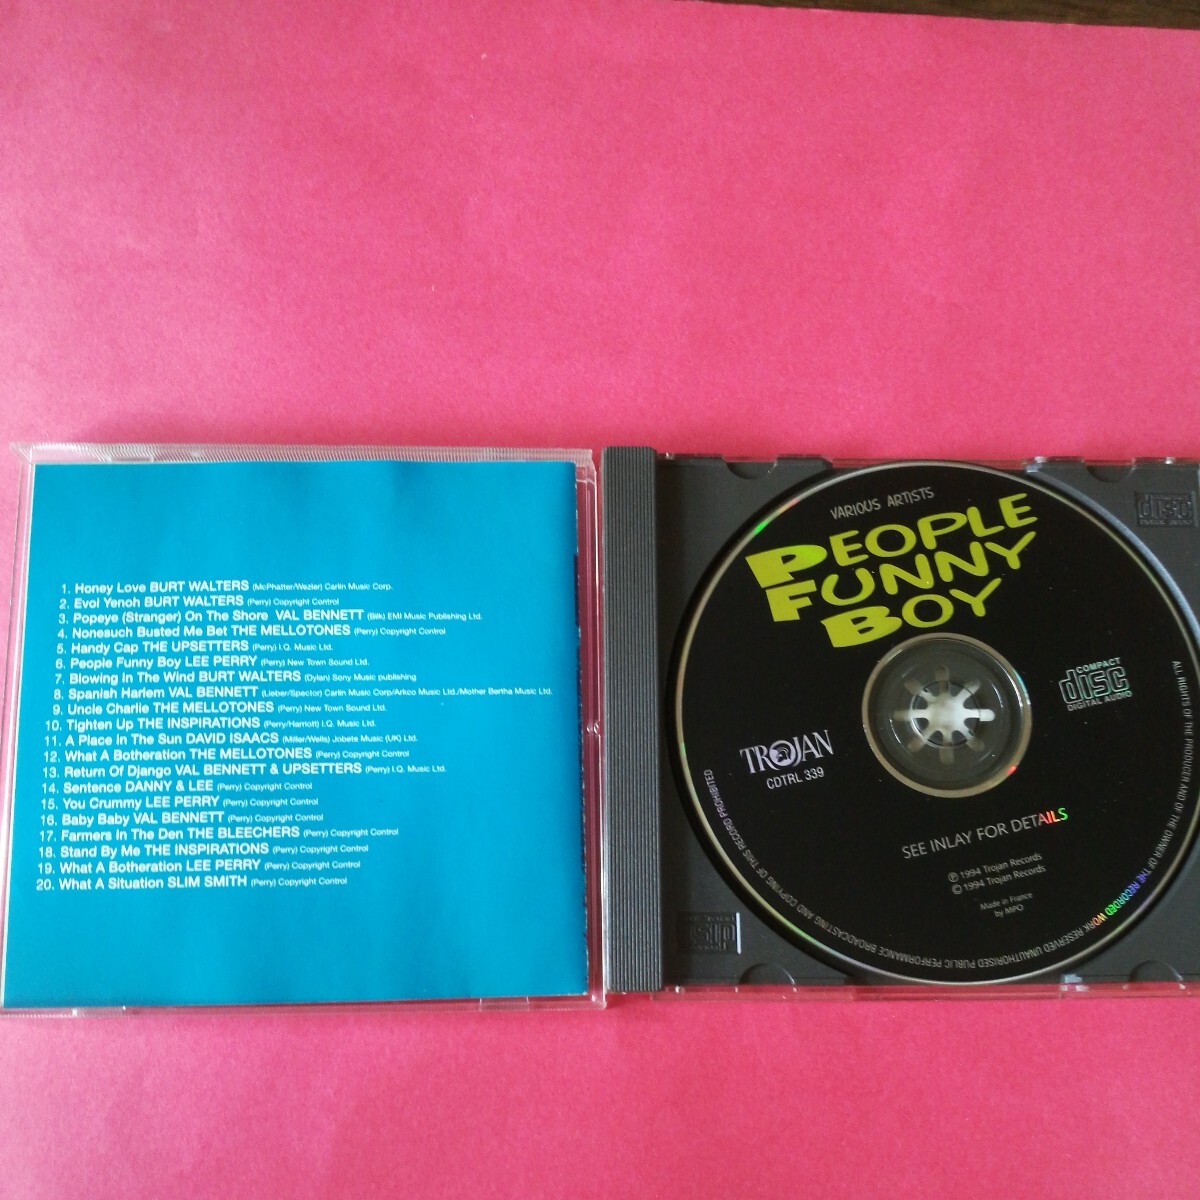 1. Honey Love BURT WALTERS (McPhatter/Wezler) Carlin Music Corp.
2. Evol Yenoh BURT WALTERS (Perry) Copyright Control
3. Popeye (Stranger) On The Shore VAL BENNETT (Bilk) EMI Music Publishing Ltd.
4. Nonesuch Busted Me Bet THE MELLOTONES (Perry) Copyright Control
5. Handy Cap THE UPSETTERS (Perry) I.Q. Music Ltd.
6. People Funny Boy LEE PERRY (Perry) New Town Sound Ltd.
7. Blowing In The Wind BURT WALTERS (Dylan) Sony Music publishing
8. Spanish Harlem VAL BENNETT (Lieber/Spector) Carlin Music Corp/Arkco Music Ltd./Mother Bertha Music Ltd.
9. Uncle Charlie THE MELLOTONES (Perry) New Town Sound Ltd.
10. Tighten Up THE INSPIRATIONS (Perry/Harriott) I.Q. Music Ltd.
11. A Place In The Sun DAVID ISAACS (Miller/Wells) Jobete Music (UK) Ltd.
12. What A Botheration THE MELLOTONES (Perry) Copyright Control
13. Return Of Django VAL BENNETT & UPSETTERS (Perry) I.Q. Music Ltd.
14. Sentence DANNY & LEE (Perry) Copyright Control
15. You Crummy LEE PERRY (Perry) Copyright Control
16. Baby Baby VAL BENNETT (Perry) Copyright Control
17. Farmers In The Den THE BLEECHERS (Perry) Copyright Control
18. Stand By Me THE INSPIRATIONS (Perry) Copyright Control
19. What A Botheration LEE PERRY (Perry) Copyright Control
20. What A Situation SLIM SMITH (Perry) Copyright Control
VARIOUS ARTISTS
PEOPLE
FUNNY
BOY
COMPACT
disc
DIGITAL AUDIO
TROJAN
CDTRL 339
SEE INLAY FOR DETAILS
℗ 1994 Trojan Records
© 1994 Trojan Records
Made in France
by MPO
ALL RIGHTS OF THE PRODUCER AND OF THE OWNER OF THE RECORDED WORK RESERVED UNAUTHORISED PUBLIC PERFORMANCE BROADCASTING AND COPYING OF THIS RECORD PROHIBITED
disc
disc